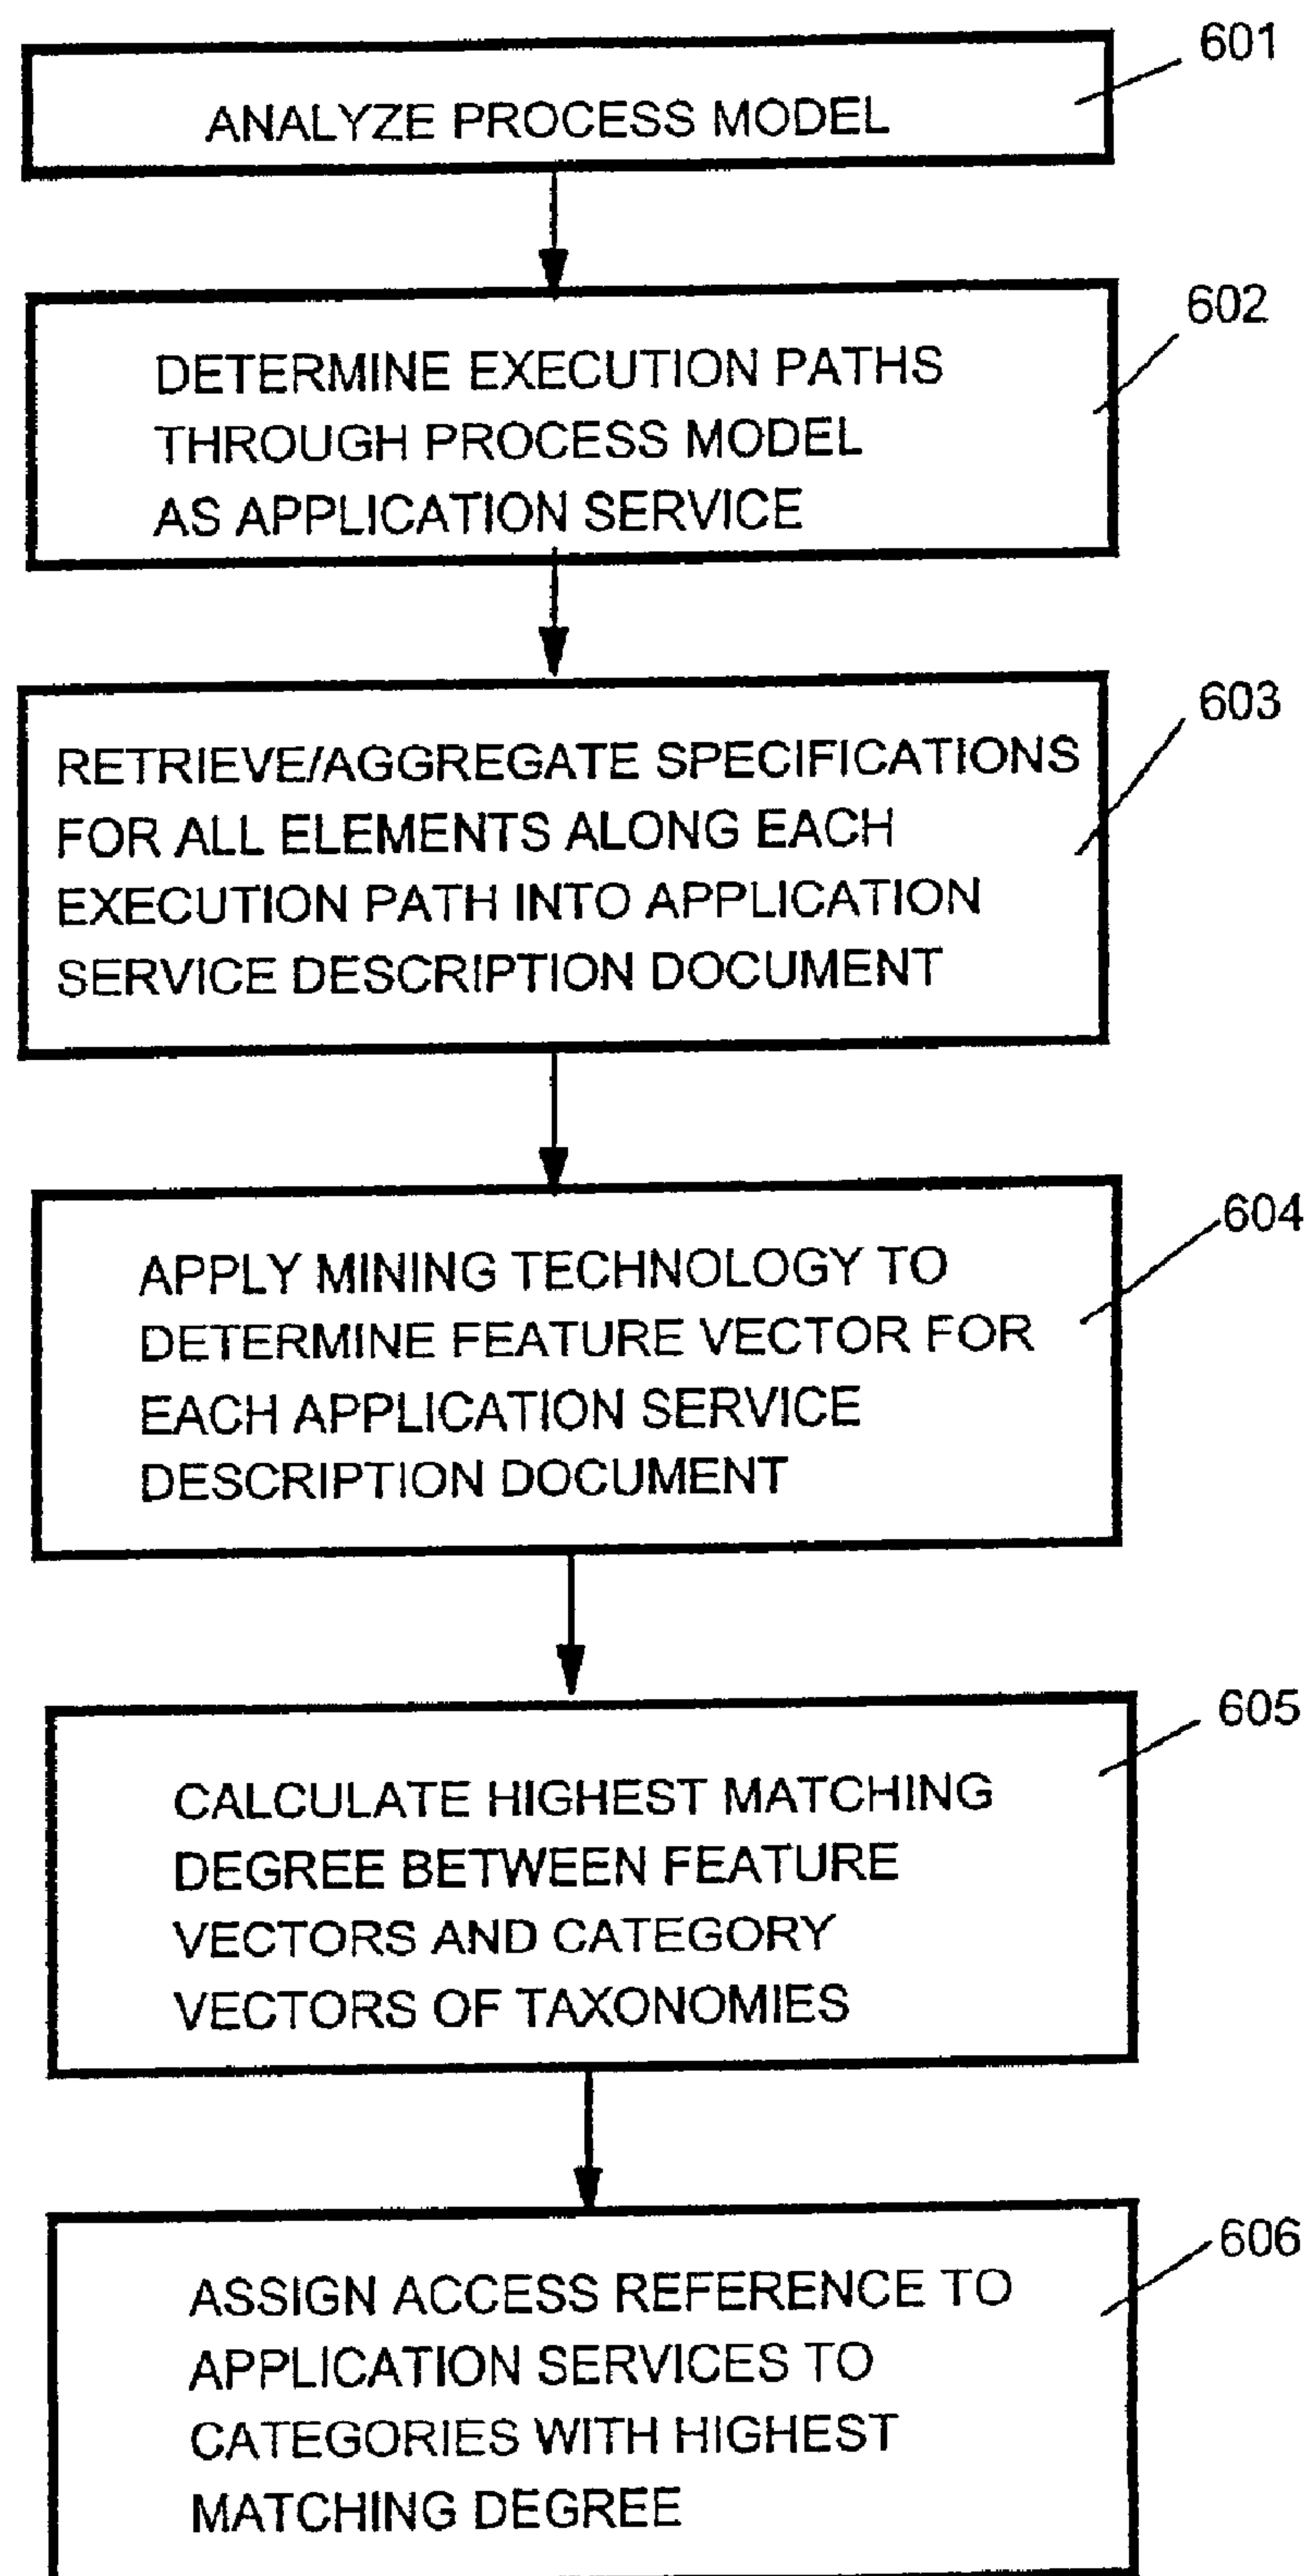 601
ANALYZE PROCESS MODEL
602
DETERMINE EXECUTION PATHS
THROUGH PROCESS MODEL
AS APPLICATION SERVICE
603
RETRIEVE/AGGREGATE SPECIFICATIONS
FOR ALL ELEMENTS ALONG EACH
EXECUTION PATH INTO APPLICATION
SERVICE DESCRIPTION DOCUMENT
604
APPLY MINING TECHNOLOGY TO
DETERMINE FEATURE VECTOR FOR
EACH APPLICATION SERVICE
DESCRIPTION DOCUMENT
605
CALCULATE HIGHEST MATCHING
DEGREE BETWEEN FEATURE
VECTORS AND CATEGORY
VECTORS OF TAXONOMIES
606
ASSIGN ACCESS REFERENCE TO
APPLICATION SERVICES TO
CATEGORIES WITH HIGHEST
MATCHING DEGREE